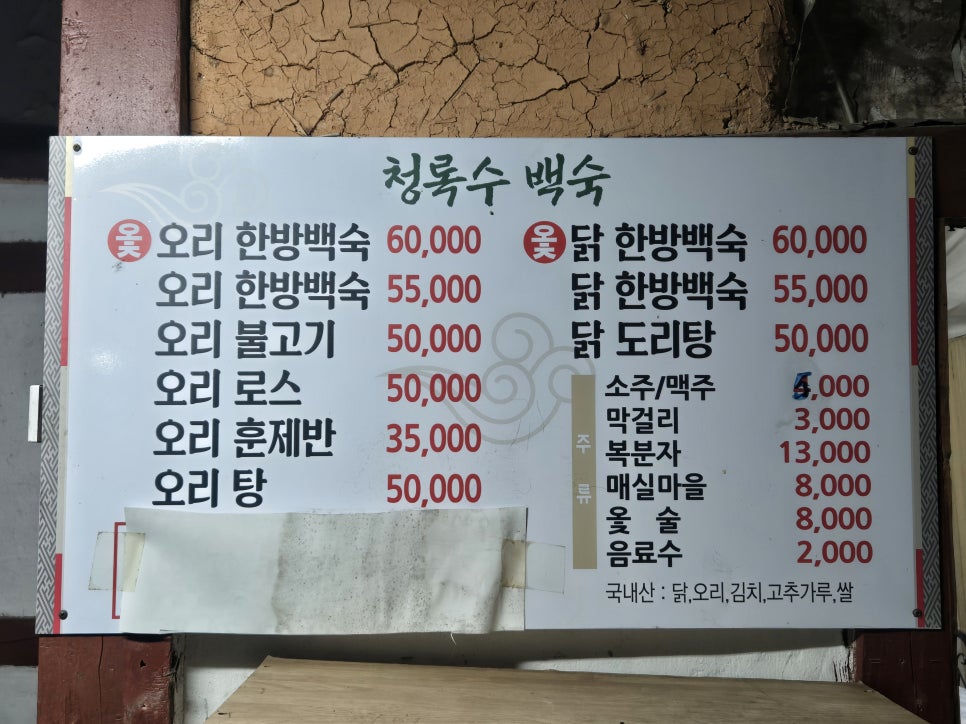 청록수 백숙
옻 오리 한방백숙 60,000
오리 한방백숙 55,000
오리 불고기 50,000
오리 로스 50,000
오리 훈제반 35,000
오리 탕 50,000
옻 닭 한방백숙 60,000
닭 한방백숙 55,000
닭 도리탕 50,000
주류
소주/맥주 5,000
막걸리 3,000
복분자 13,000
매실마을 8,000
옻 술 8,000
음료수 2,000
국내산 : 닭,오리,김치,고추가루,쌀